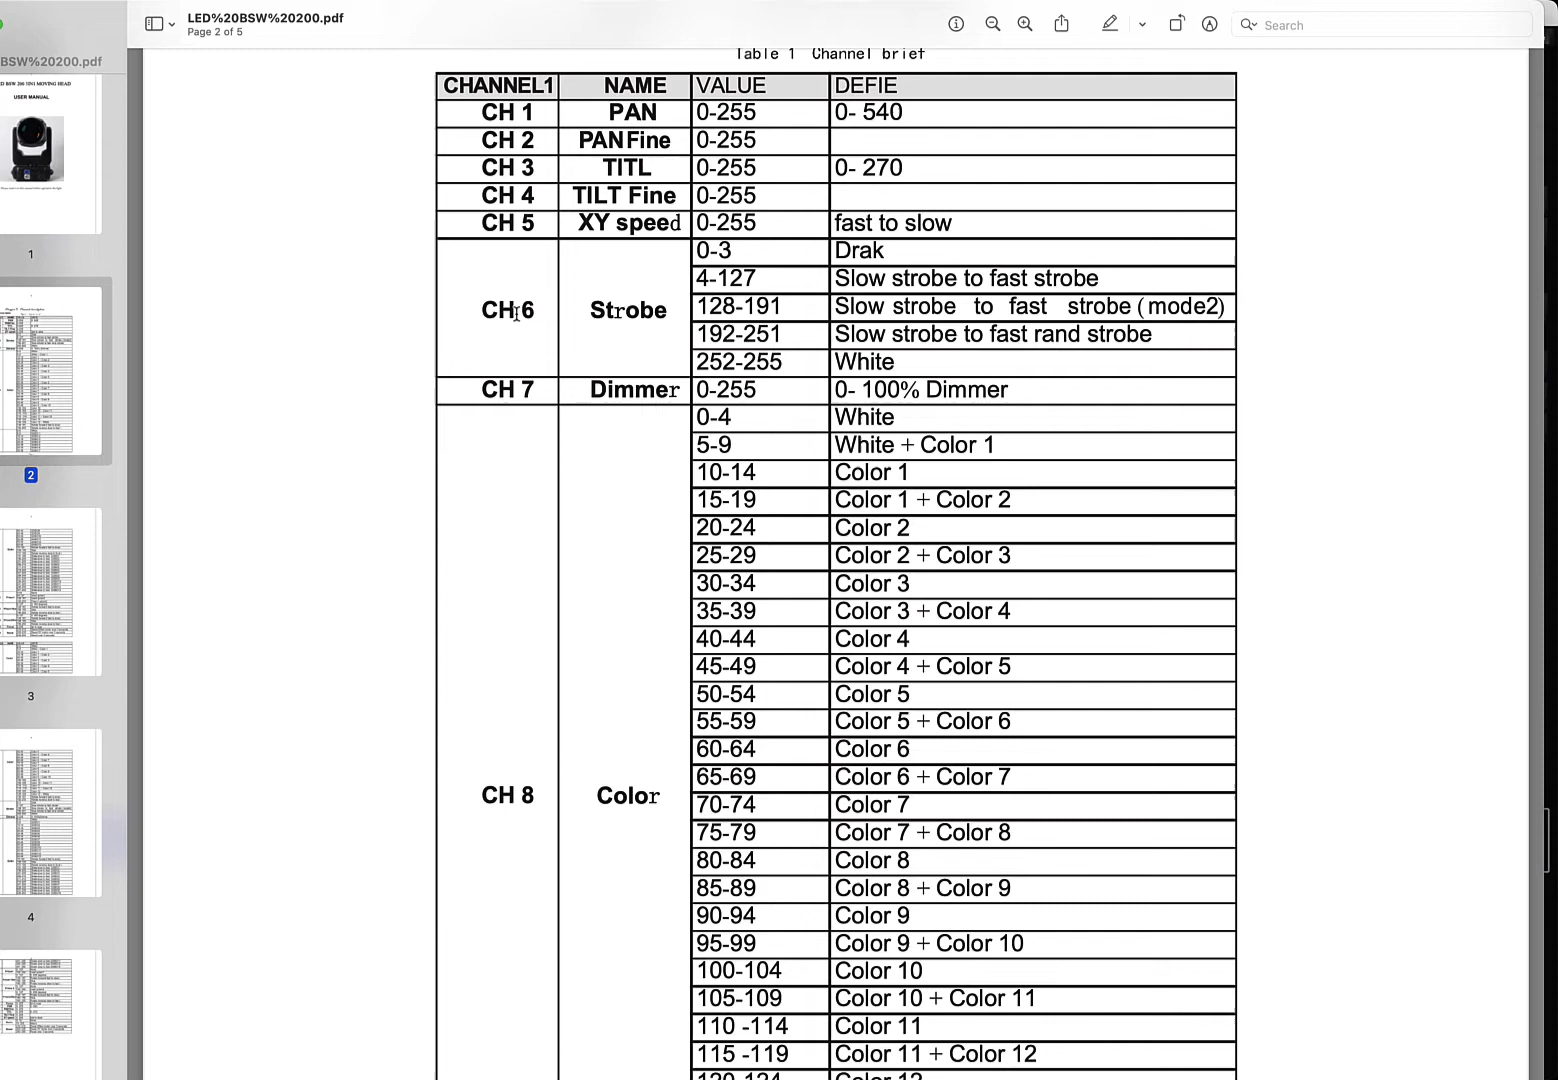 LED%20BSW%20200.pdf
Page 2 of 5
Search
BSW%20200.pdf
USER MANUAL
1
2
3
4
Table 1 Channel brief
CHANNEL1 NAME VALUE DEFIE
CH 1 PAN 0-255 0- 540
CH 2 PAN Fine 0-255
CH 3 TITL 0-255 0- 270
CH 4 TILT Fine 0-255
CH 5 XY speed 0-255 fast to slow
CH 6 Strobe 0-3 Drak
4-127 Slow strobe to fast strobe
128-191 Slow strobe to fast strobe (mode2)
192-251 Slow strobe to fast rand strobe
252-255 White
CH 7 Dimmer 0-255 0- 100% Dimmer
CH 8 Color 0-4 White
5-9 White + Color 1
10-14 Color 1
15-19 Color 1 + Color 2
20-24 Color 2
25-29 Color 2 + Color 3
30-34 Color 3
35-39 Color 3 + Color 4
40-44 Color 4
45-49 Color 4 + Color 5
50-54 Color 5
55-59 Color 5 + Color 6
60-64 Color 6
65-69 Color 6 + Color 7
70-74 Color 7
75-79 Color 7 + Color 8
80-84 Color 8
85-89 Color 8 + Color 9
90-94 Color 9
95-99 Color 9 + Color 10
100-104 Color 10
105-109 Color 10 + Color 11
110 -114 Color 11
115 -119 Color 11 + Color 12
120-124 Color 12